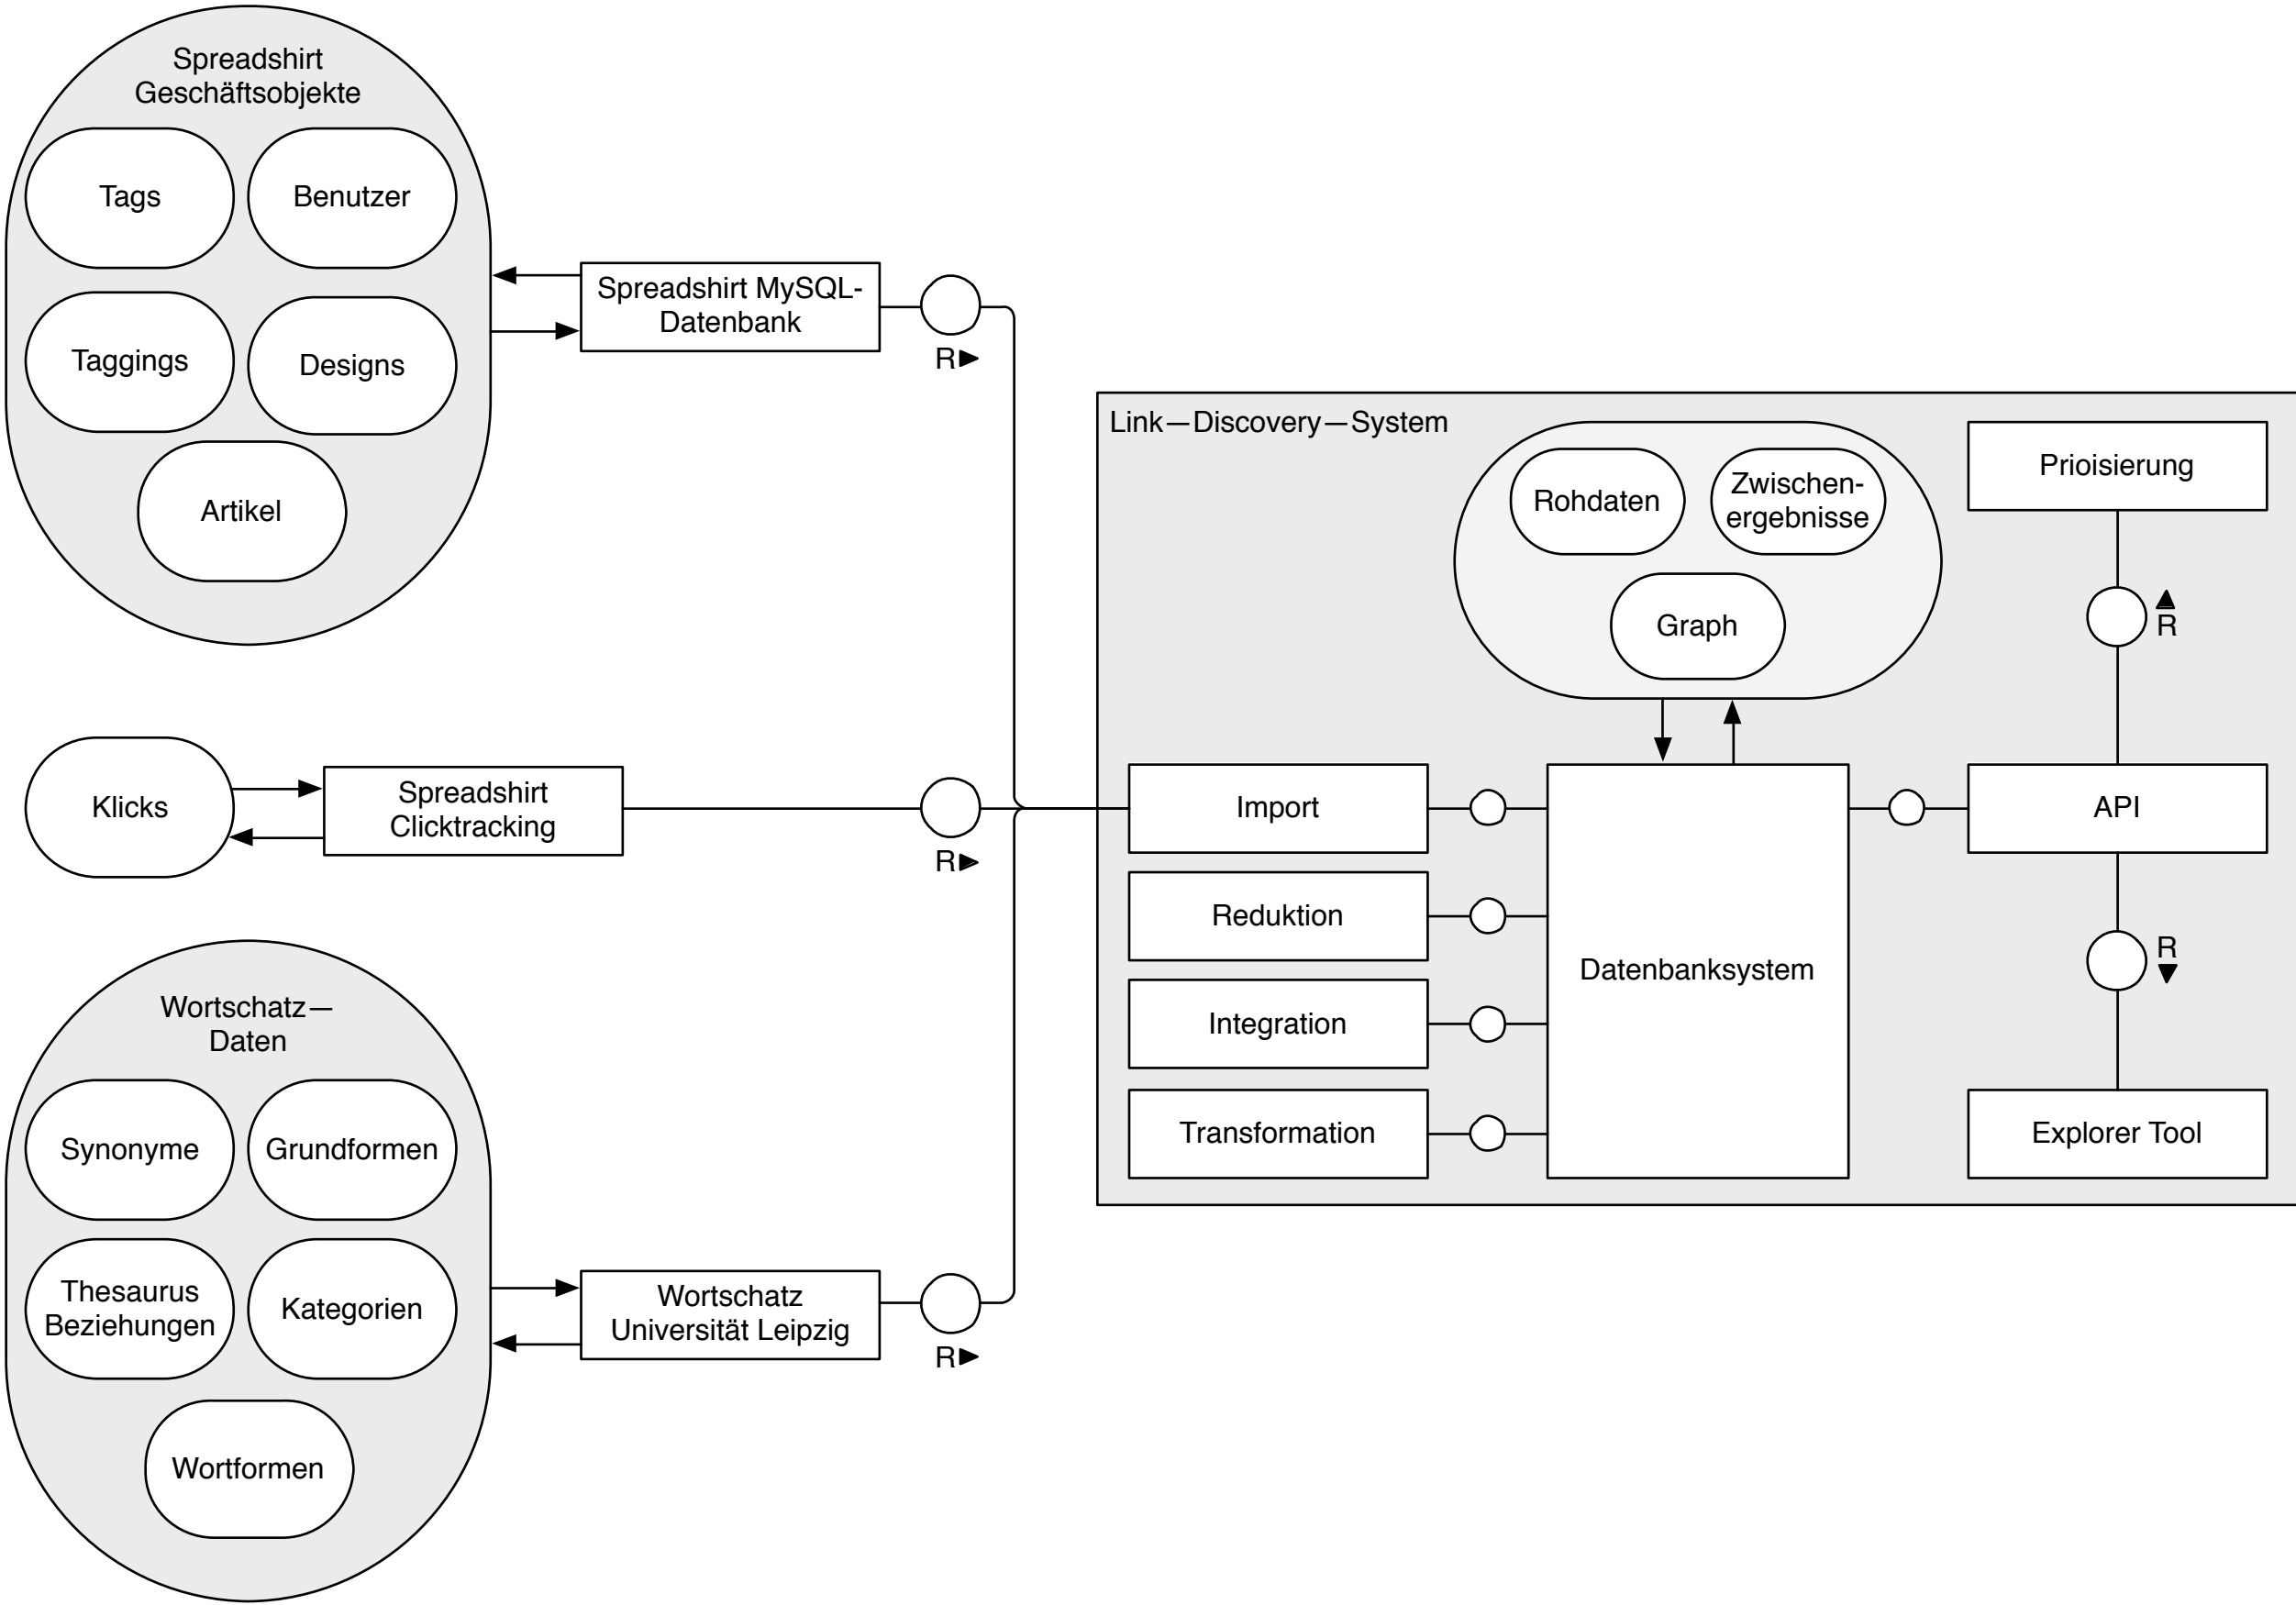 Spreadshirt
Geschäftsobjekte
Tags
Benutzer
Taggings
Designs
Artikel
Spreadshirt MySQL-
Datenbank
R
Klicks
Spreadshirt
Clicktracking
R
Wortschatz—
Daten
Synonyme
Grundformen
Thesaurus
Beziehungen
Kategorien
Wortformen
Wortschatz
Universität Leipzig
R
Link—Discovery—System
Rohdaten
Zwischen-
ergebnisse
Graph
Prioisierung
R
Import
Reduktion
Integration
Transformation
Datenbanksystem
API
R
Explorer Tool